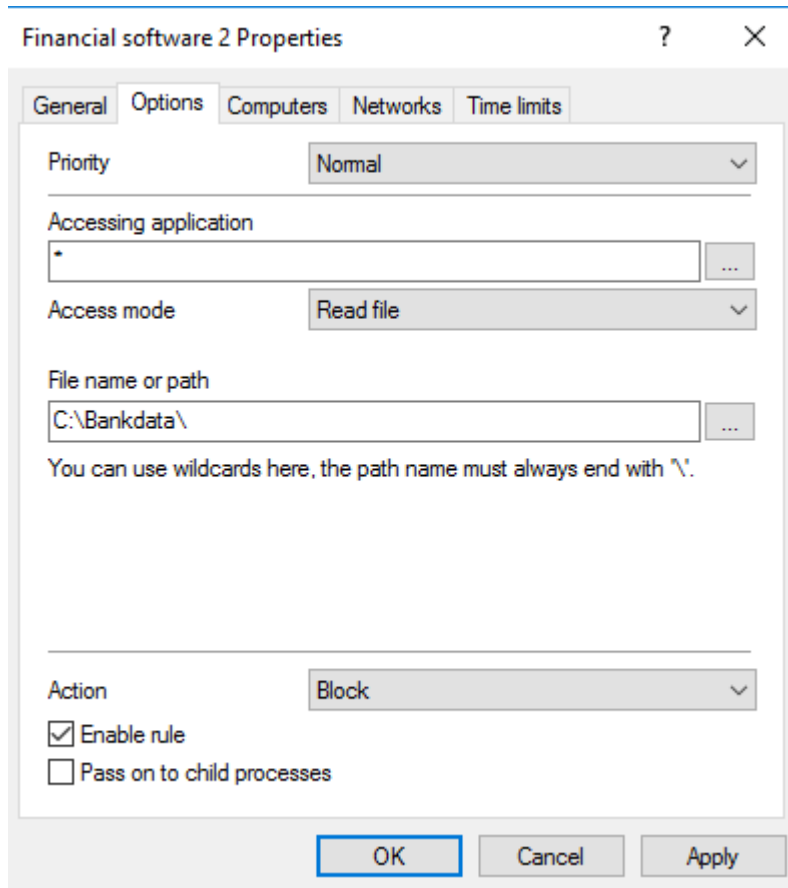 Financial software 2 Properties ? ×
General Options Computers Networks Time limits
Priority Normal
Accessing application
*
...
Access mode Read file
File name or path
C:\Bankdata\
...
You can use wildcards here, the path name must always end with '\'.
Action Block
Enable rule
Pass on to child processes
OK Cancel Apply